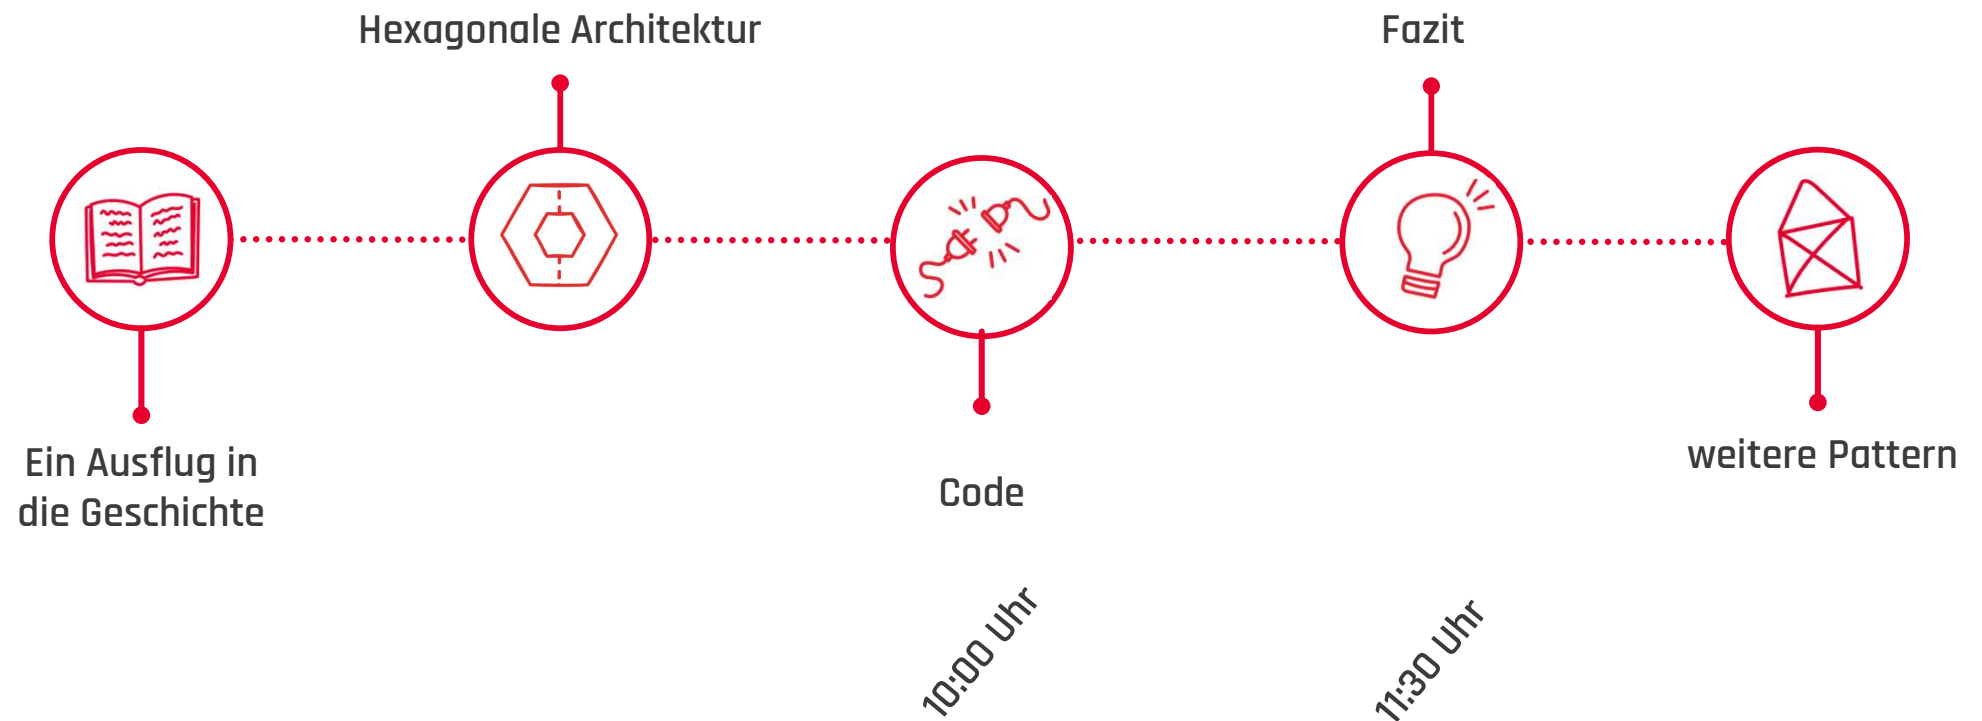 Hexagonale Architektur
Fazit
Ein Ausflug in
die Geschichte
Code
weitere Pattern
10:00 Uhr
11:30 Uhr